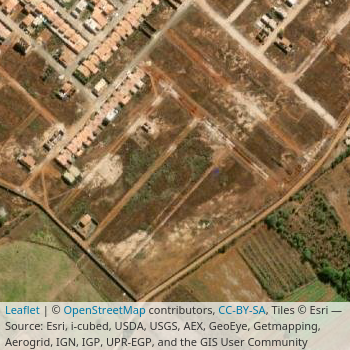 Leaflet | © OpenStreetMap contributors, CC-BY-SA, Tiles © Esri —
Source: Esri, i-cubed, USDA, USGS, AEX, GeoEye, Getmapping,
Aerogrid, IGN, IGP, UPR-EGP, and the GIS User Community